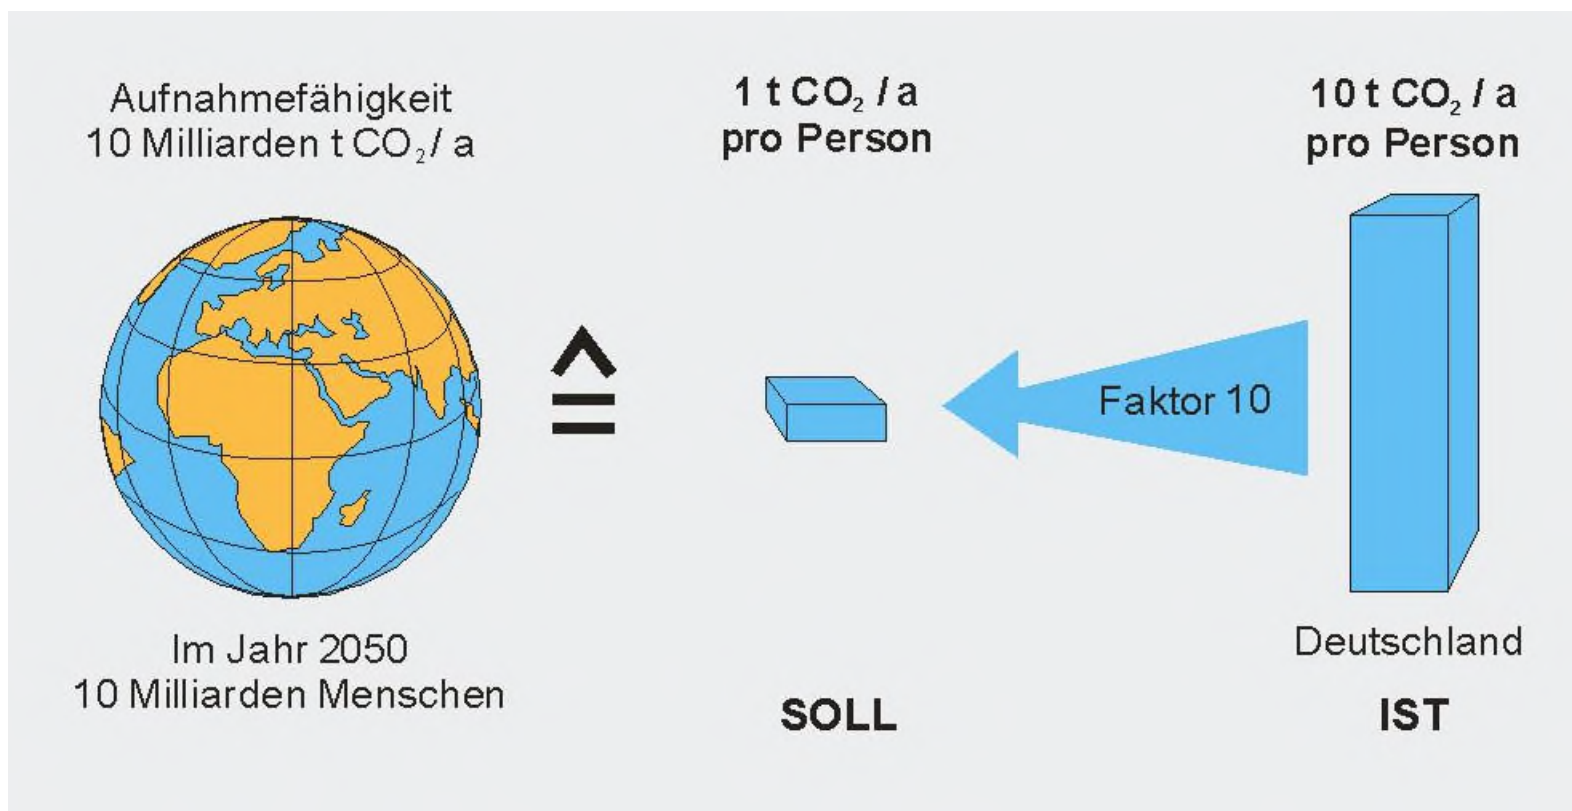 Aufnahmefähigkeit
10 Milliarden t CO₂ / a
Im Jahr 2050
10 Milliarden Menschen
≙
1 t CO₂ / a
pro Person
SOLL
Faktor 10
10 t CO₂ / a
pro Person
Deutschland
IST